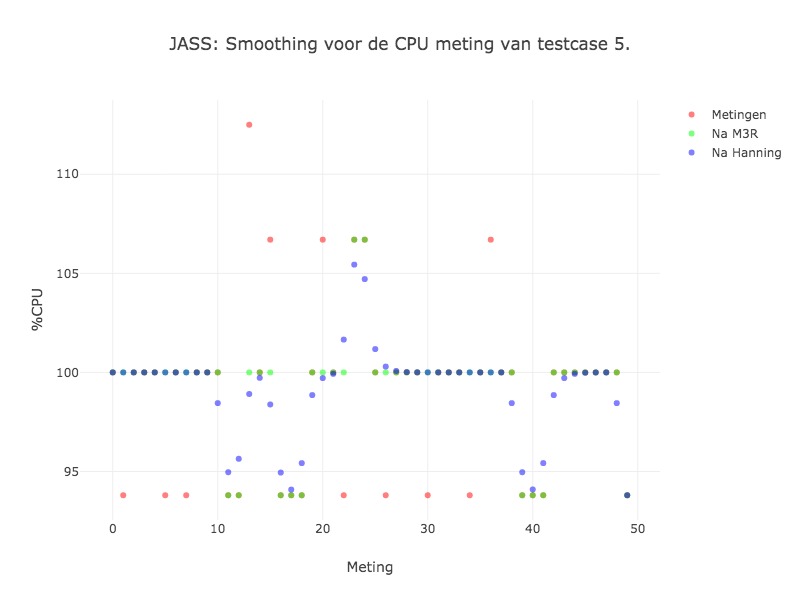 JASS: Smoothing voor de CPU meting van testcase 5.
Metingen
Na M3R
Na Hanning
110
105
100
95
%CPU
0
10
20
30
40
50
Meting